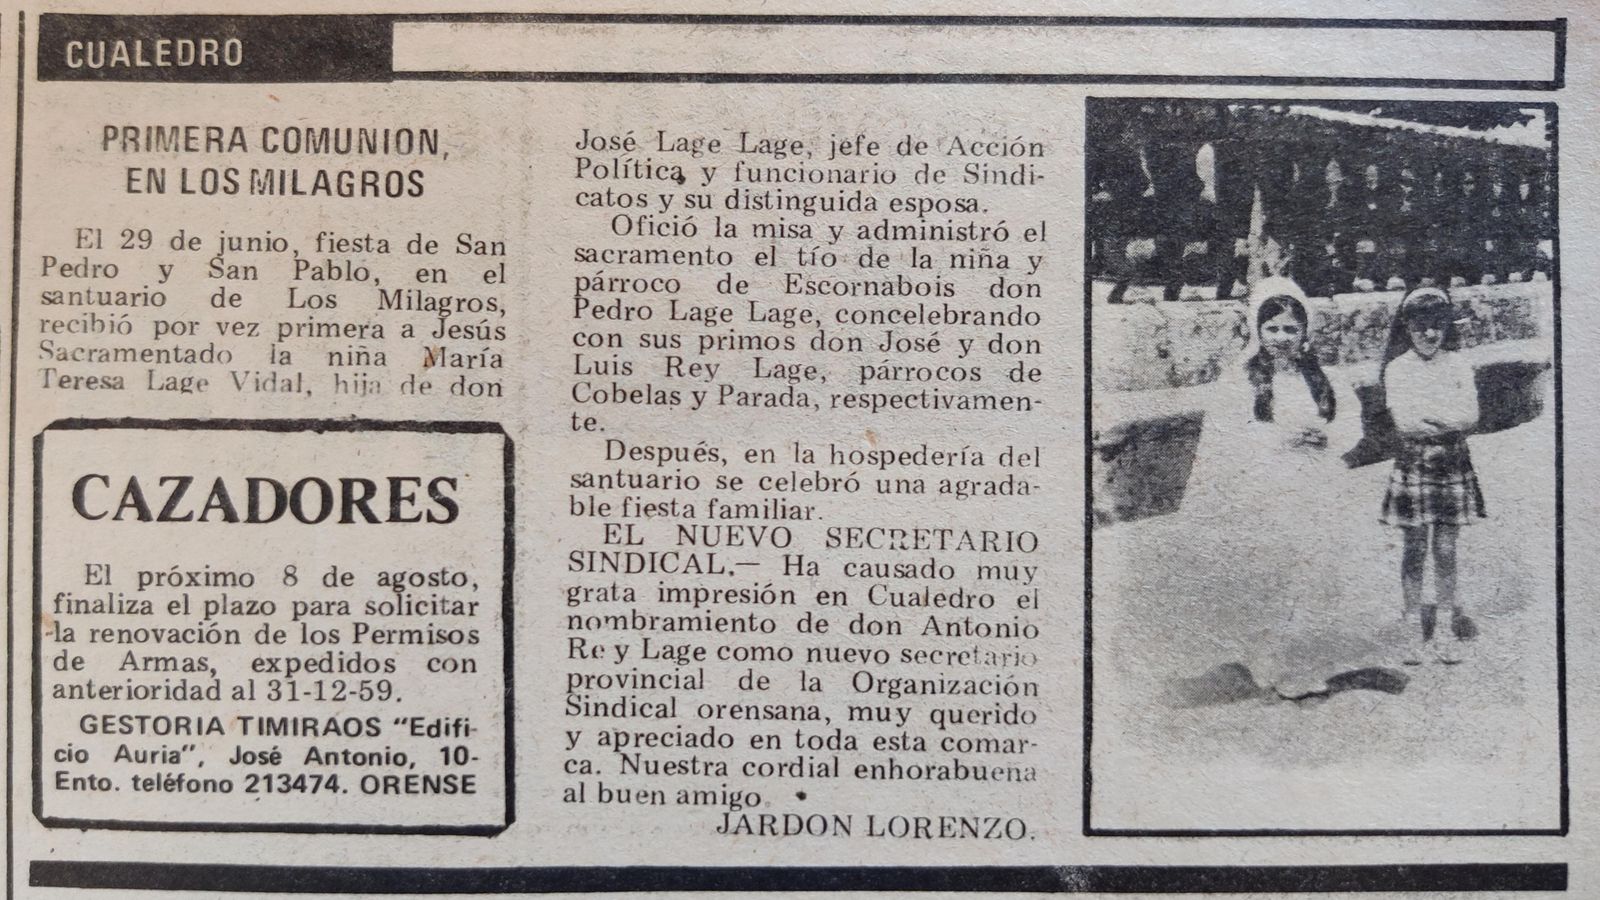 CUALEDRO
PRIMERA COMUNION,
EN LOS MILAGROS
El 29 de junio, fiesta de San
Pedro y San Pablo, en el
santuario de Los Milagros,
recibió por vez primera a Jesús
Sacramentado la niña María
Teresa Lage Vidal, hija de don
José Lage Lage, jefe de Acción
Política y funcionario de Sindi-
catos y su distinguida esposa.
Ofició la misa y administró el
sacramento el tío de la niña y
párroco de Escornabois don
Pedro Lage Lage, concelebrando
con sus primos don José y don
Luis Rey Lage, párrocos de
Cobelas y Parada, respectivamen-
te.
Después, en la hospedería del
santuario se celebró una agrada-
ble fiesta familiar.
EL NUEVO SECRETARIO
SINDICAL.— Ha causado muy
grata impresión en Cualedro el
nombramiento de don Antonio
Rey Lage como nuevo secretario
provincial de la Organización
Sindical orensana, muy querido
y apreciado en toda esta comar-
ca. Nuestra cordial enhorabuena
al buen amigo.
JARDON LORENZO.
CAZADORES
El próximo 8 de agosto,
finaliza el plazo para solicitar
la renovación de los Permisos
de Armas, expedidos con
anterioridad al 31-12-59.
GESTORIA TIMIRAOS "Edifi-
cio Auria", José Antonio, 10-
Ento. teléfono 213474. ORENSE